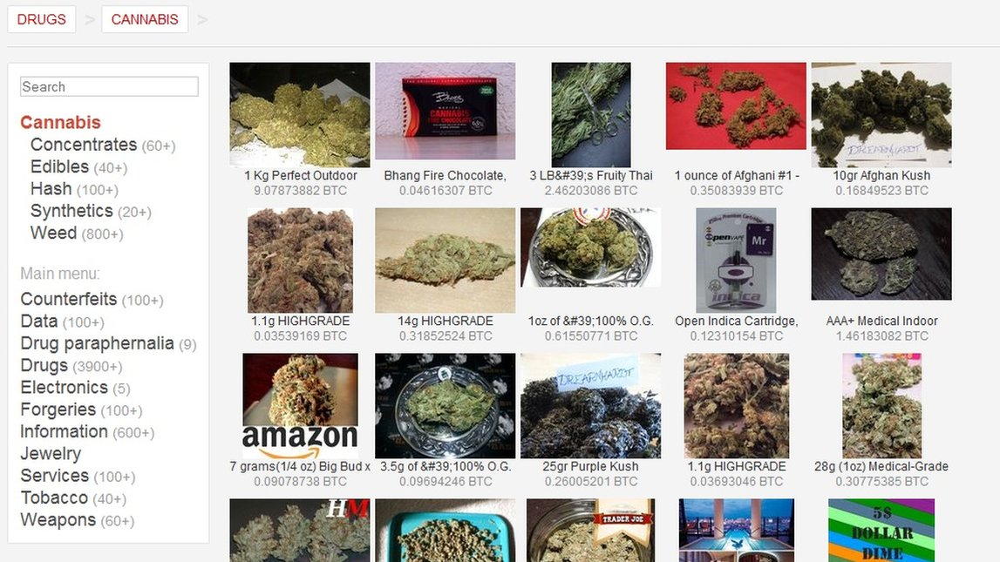 DRUGS > CANNABIS >
Search
Cannabis
Concentrates (60+)
Edibles (40+)
Hash (100+)
Synthetics (20+)
Weed (800+)
Main menu:
Counterfeits (100+)
Data (100+)
Drug paraphernalia (9)
Drugs (3900+)
Electronics (5)
Forgeries (100+)
Information (600+)
Jewelry
Services (100+)
Tobacco (40+)
Weapons (60+)
Bhang
MEDICAL
CANNABIS
FIRE CHOCOLATE
DREARNHARDT
1 Kg Perfect Outdoor
9.07873882 BTC
Bhang Fire Chocolate,
0.04616307 BTC
3 LB&#39;s Fruity Thai
2.46203086 BTC
1 ounce of Afghani #1 -
0.35083939 BTC
10gr Afghan Kush
0.16849523 BTC
openVAPE
Mr
indica
1.1g HIGHGRADE
0.03539169 BTC
14g HIGHGRADE
0.31852524 BTC
1oz of &#39;100% O.G.
0.61550771 BTC
Open Indica Cartridge,
0.12310154 BTC
AAA+ Medical Indoor
1.46183082 BTC
amazon
DREARNHARDT
7 grams(1/4 oz) Big Bud x
0.09078738 BTC
3.5g of &#39;100% O.G.
0.09694246 BTC
25gr Purple Kush
0.26005201 BTC
1.1g HIGHGRADE
0.03693046 BTC
28g (1oz) Medical-Grade
0.30775385 BTC
HM
TRADER JOE
5$
DOLLAR
DIME